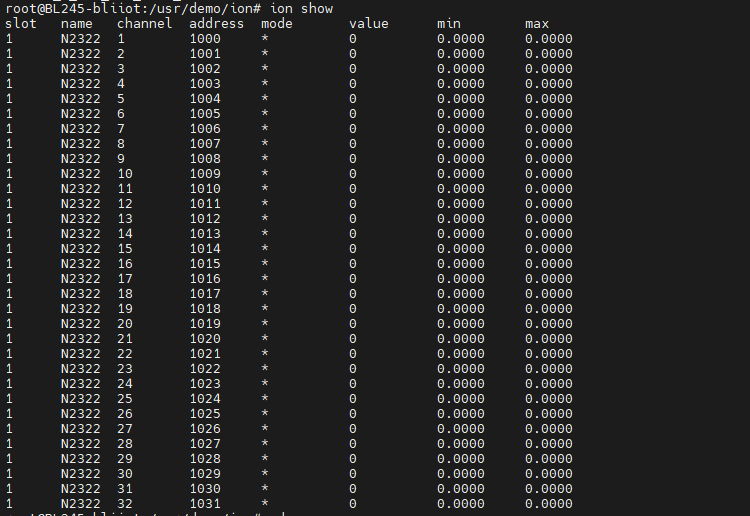 root@BL245-bliiot:/usr/demo/ion# ion show
slot name channel address mode value min max
1 N2322 1 1000 * 0 0.0000 0.0000
1 N2322 2 1001 * 0 0.0000 0.0000
1 N2322 3 1002 * 0 0.0000 0.0000
1 N2322 4 1003 * 0 0.0000 0.0000
1 N2322 5 1004 * 0 0.0000 0.0000
1 N2322 6 1005 * 0 0.0000 0.0000
1 N2322 7 1006 * 0 0.0000 0.0000
1 N2322 8 1007 * 0 0.0000 0.0000
1 N2322 9 1008 * 0 0.0000 0.0000
1 N2322 10 1009 * 0 0.0000 0.0000
1 N2322 11 1010 * 0 0.0000 0.0000
1 N2322 12 1011 * 0 0.0000 0.0000
1 N2322 13 1012 * 0 0.0000 0.0000
1 N2322 14 1013 * 0 0.0000 0.0000
1 N2322 15 1014 * 0 0.0000 0.0000
1 N2322 16 1015 * 0 0.0000 0.0000
1 N2322 17 1016 * 0 0.0000 0.0000
1 N2322 18 1017 * 0 0.0000 0.0000
1 N2322 19 1018 * 0 0.0000 0.0000
1 N2322 20 1019 * 0 0.0000 0.0000
1 N2322 21 1020 * 0 0.0000 0.0000
1 N2322 22 1021 * 0 0.0000 0.0000
1 N2322 23 1022 * 0 0.0000 0.0000
1 N2322 24 1023 * 0 0.0000 0.0000
1 N2322 25 1024 * 0 0.0000 0.0000
1 N2322 26 1025 * 0 0.0000 0.0000
1 N2322 27 1026 * 0 0.0000 0.0000
1 N2322 28 1027 * 0 0.0000 0.0000
1 N2322 29 1028 * 0 0.0000 0.0000
1 N2322 30 1029 * 0 0.0000 0.0000
1 N2322 31 1030 * 0 0.0000 0.0000
1 N2322 32 1031 * 0 0.0000 0.0000